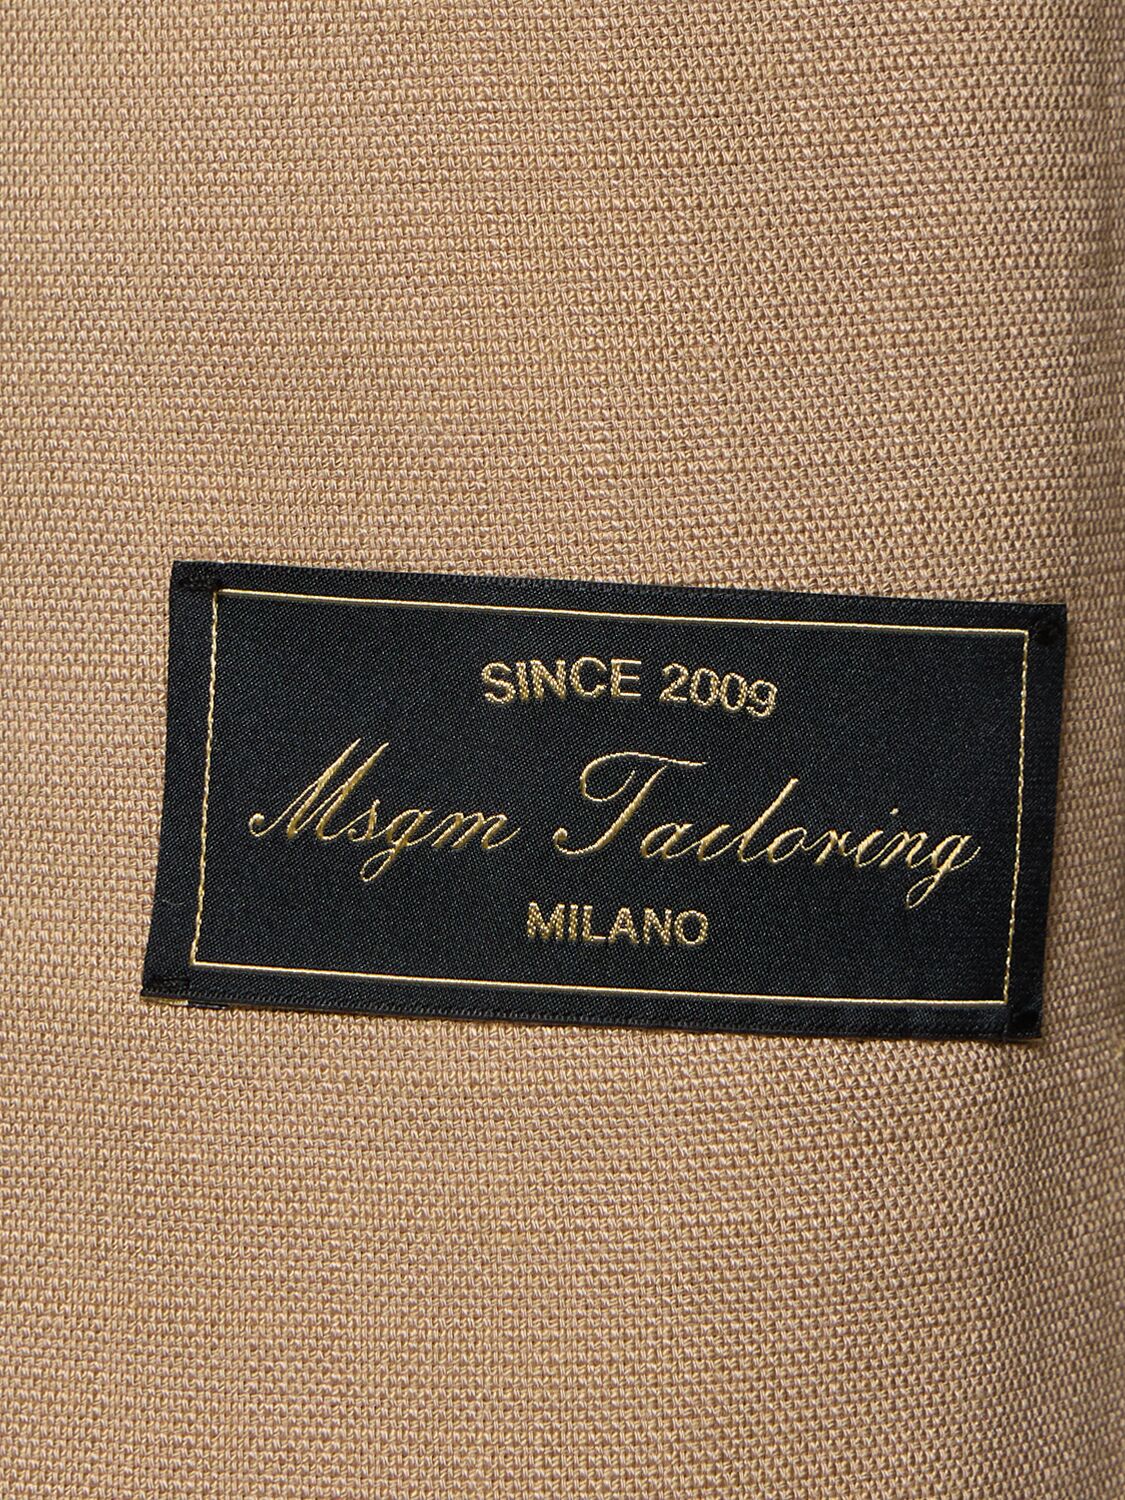 SINCE 2009
Msgm Tailoring
MILANO